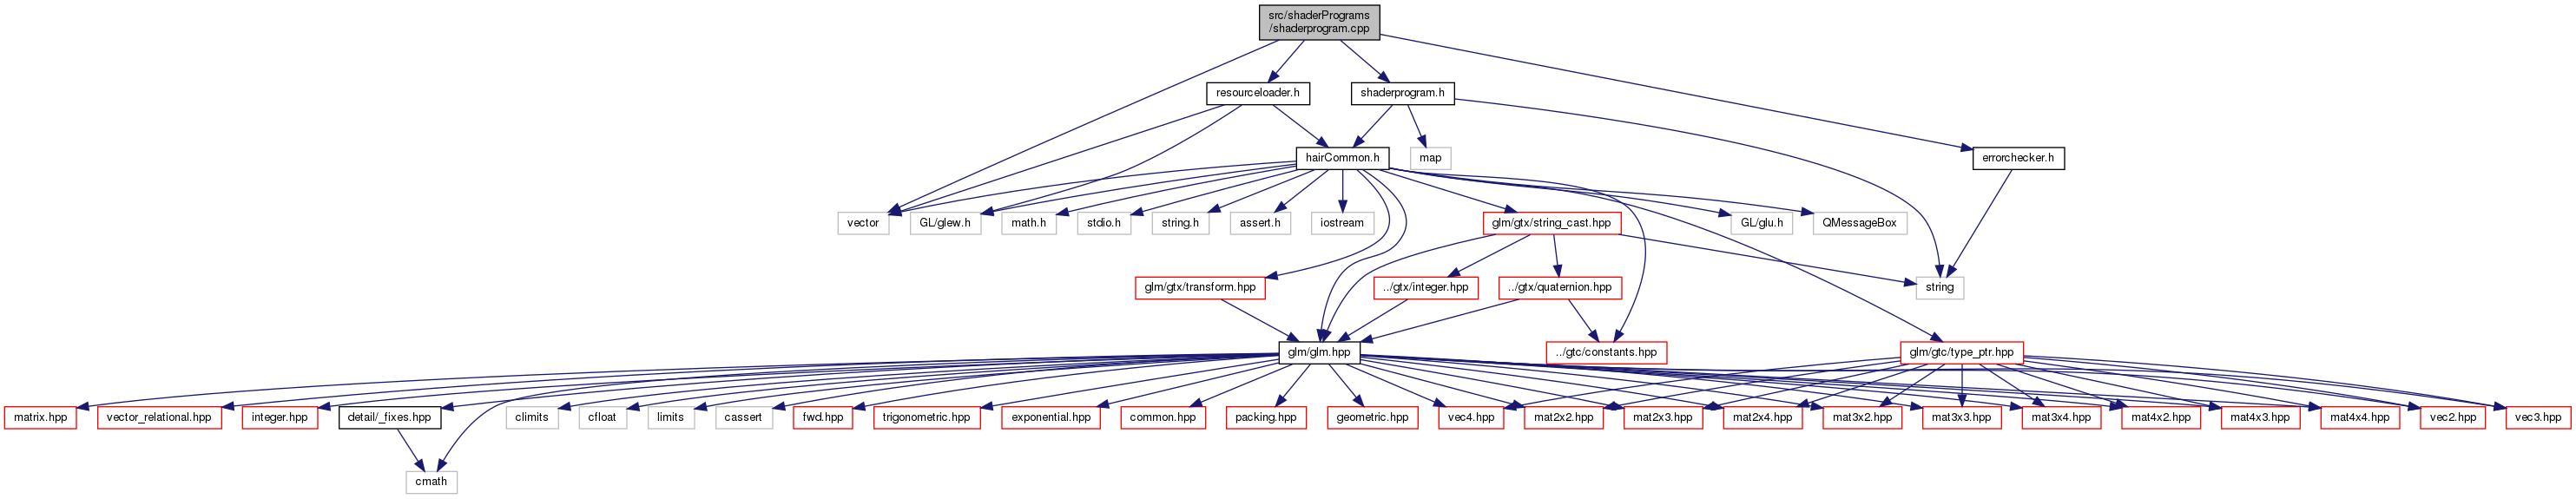 src/shaderPrograms
/shaderprogram.cpp
resourceloader.h
shaderprogram.h
hairCommon.h
map
errorchecker.h
vector
GL/glew.h
math.h
stdio.h
string.h
assert.h
iostream
glm/gtx/string_cast.hpp
GL/glu.h
QMessageBox
glm/gtx/transform.hpp
../gtx/integer.hpp
../gtx/quaternion.hpp
string
glm/glm.hpp
../gtc/constants.hpp
glm/gtc/type_ptr.hpp
matrix.hpp
vector_relational.hpp
integer.hpp
detail/_fixes.hpp
climits
cfloat
limits
cassert
fwd.hpp
trigonometric.hpp
exponential.hpp
common.hpp
packing.hpp
geometric.hpp
vec4.hpp
mat2x2.hpp
mat2x3.hpp
mat2x4.hpp
mat3x2.hpp
mat3x3.hpp
mat3x4.hpp
mat4x2.hpp
mat4x3.hpp
mat4x4.hpp
vec2.hpp
vec3.hpp
cmath